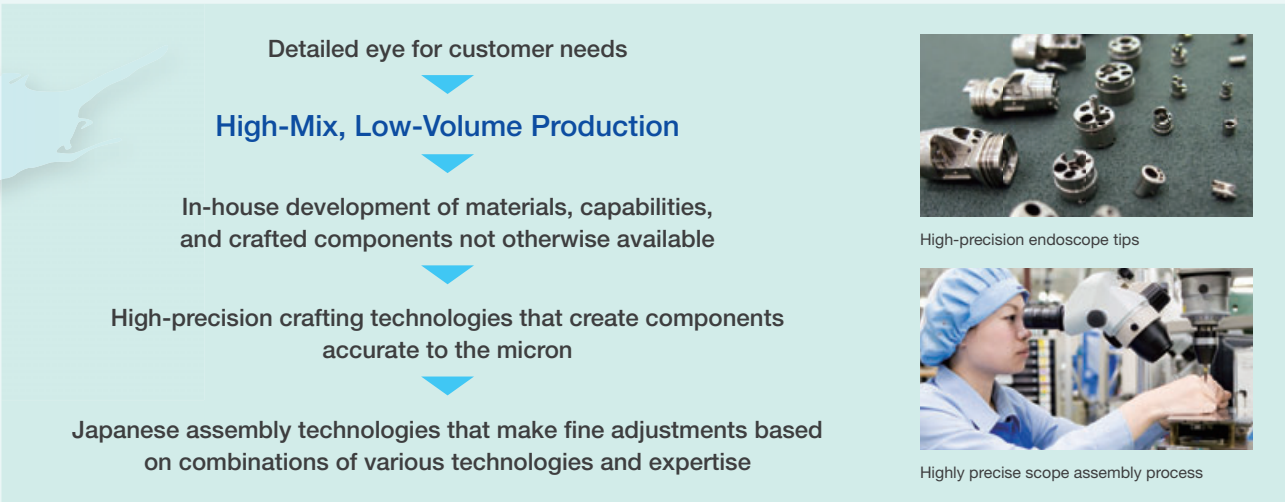 Detailed eye for customer needs
High-Mix, Low-Volume Production
In-house development of materials, capabilities,
and crafted components not otherwise available
High-precision crafting technologies that create components
accurate to the micron
Japanese assembly technologies that make fine adjustments based
on combinations of various technologies and expertise
High-precision endoscope tips
Highly precise scope assembly process